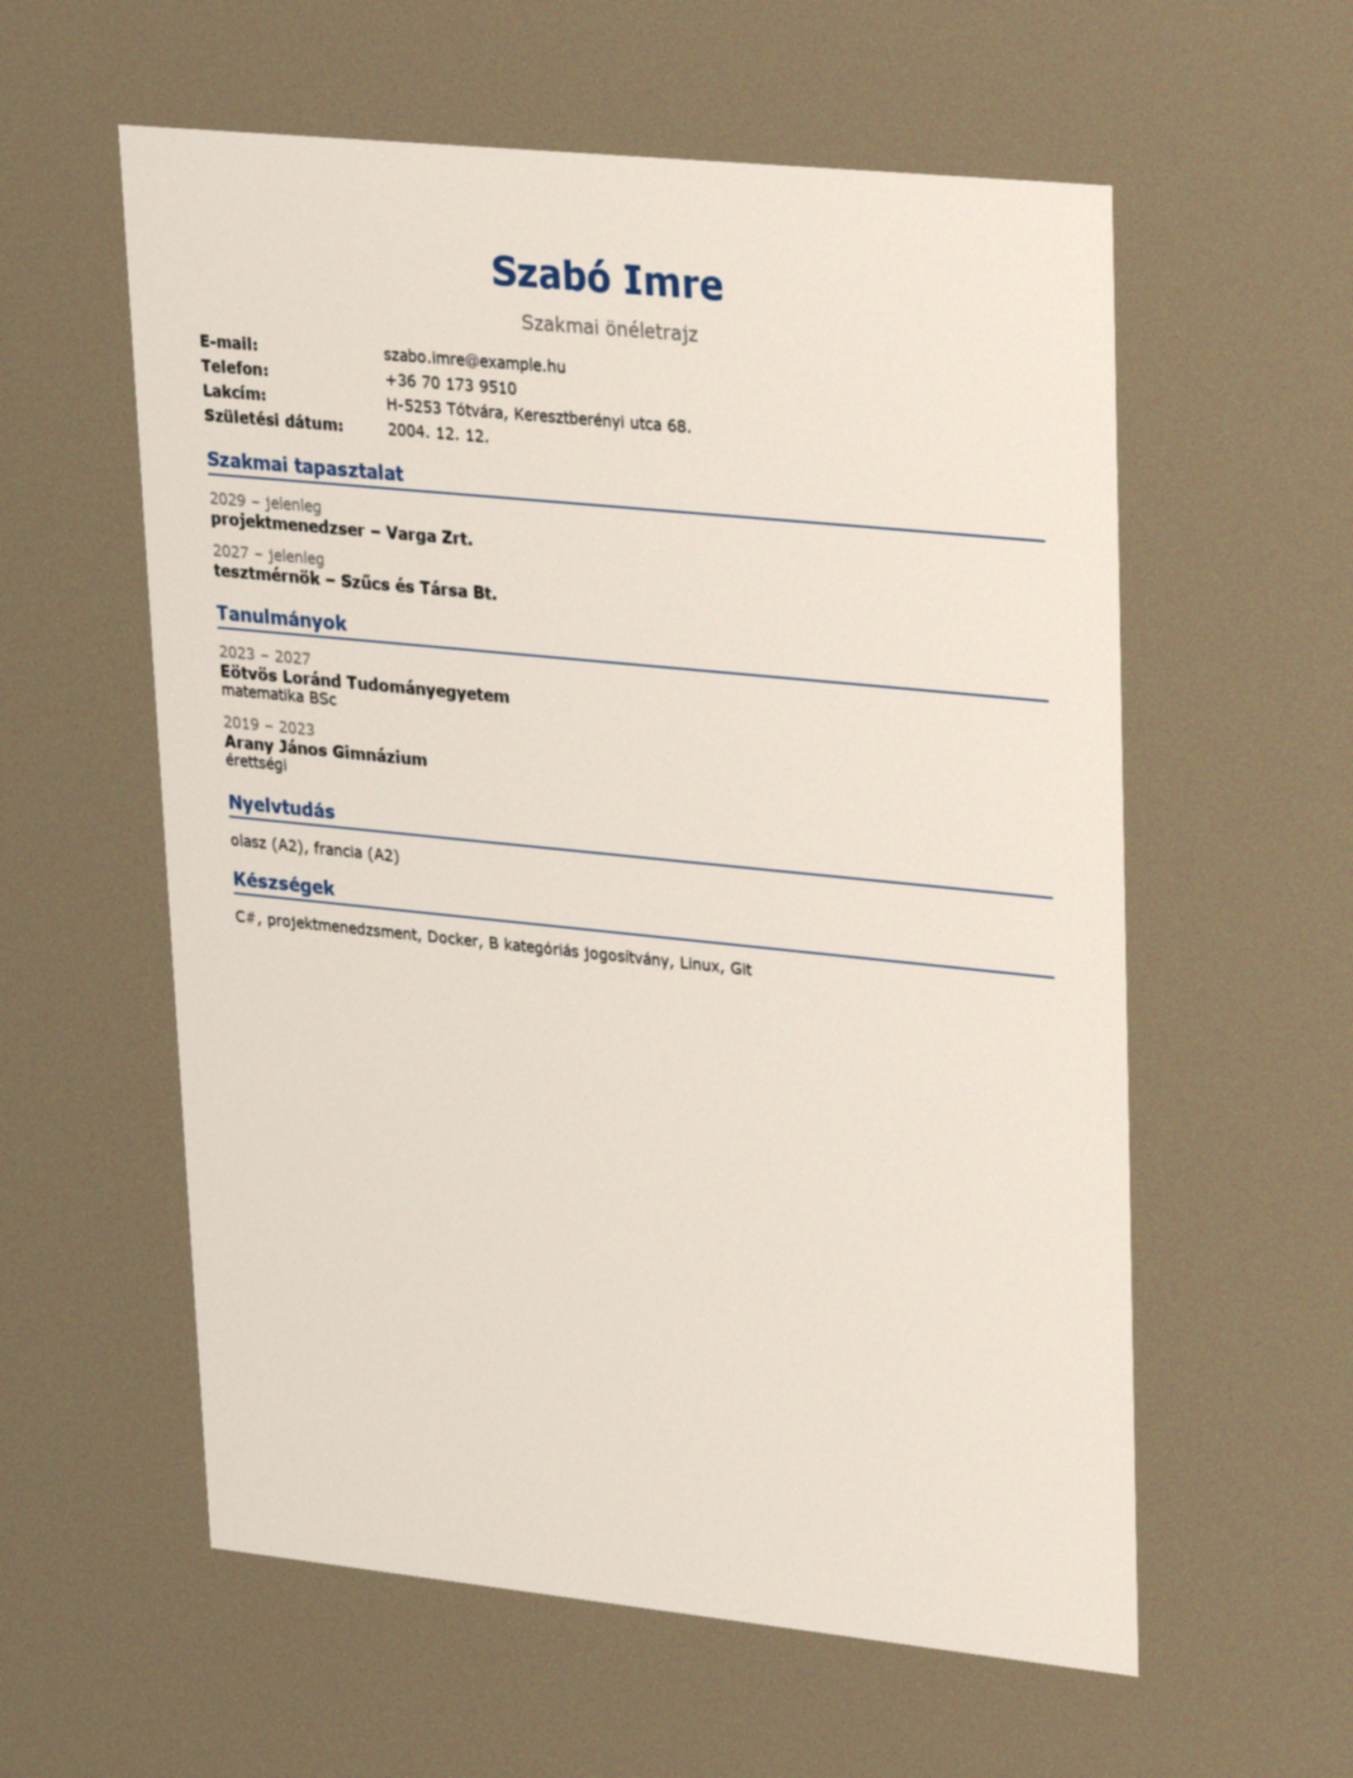 Szabó Imre
Szakmai önéletrajz
E-mail: szabo.imre@example.hu
Telefon: +36 70 173 9510
Lakcím: H-5253 Tótvára, Keresztberényi utca 68.
Születési dátum: 2004. 12. 12.
Szakmai tapasztalat
2029 – jelenleg
projektmenedzser – Varga Zrt.
2027 – jelenleg
tesztmérnök – Szűcs és Társa Bt.
Tanulmányok
2023 – 2027
Eötvös Loránd Tudományegyetem
matematika BSc
2019 – 2023
Arany János Gimnázium
érettségi
Nyelvtudás
olasz (A2), francia (A2)
Készségek
C#, projektmenedzsment, Docker, B kategóriás jogosítvány, Linux, Git